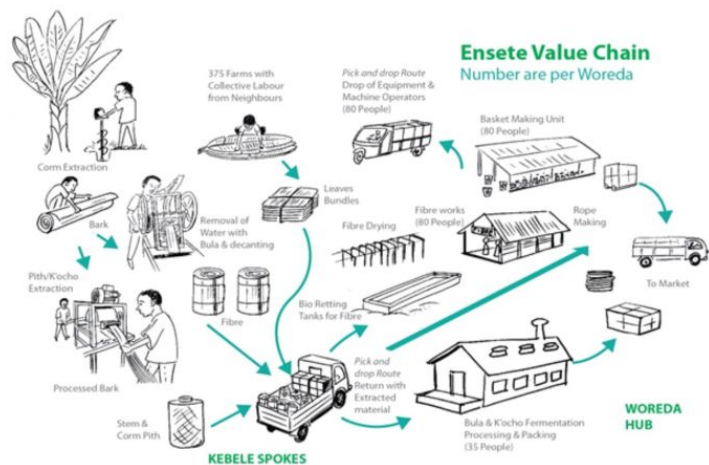 Ensete Value Chain
Number are per Woreda
375 Farms with
Collective Labour
from Neighbours
Pick and drop Route
Drop of Equipment &
Machine Operators
(80 People)
Basket Making Unit
(80 People)
Corm Extraction
Bark
Removal of
Water with
Bula & decanting
Leaves
Bundles
Fibre Drying
Fibre works
(80 People)
Rope
Making
To Market
Pith/K'ocho
Extraction
Fibre
Bio Retting
Tanks for Fibre
Processed Bark
Pick and
drop Route
Return with
Extracted
material
Stem &
Corm Pith
Bula & K'ocho Fermentation
Processing & Packing
(35 People)
WOREDA
HUB
KEBELE SPOKES